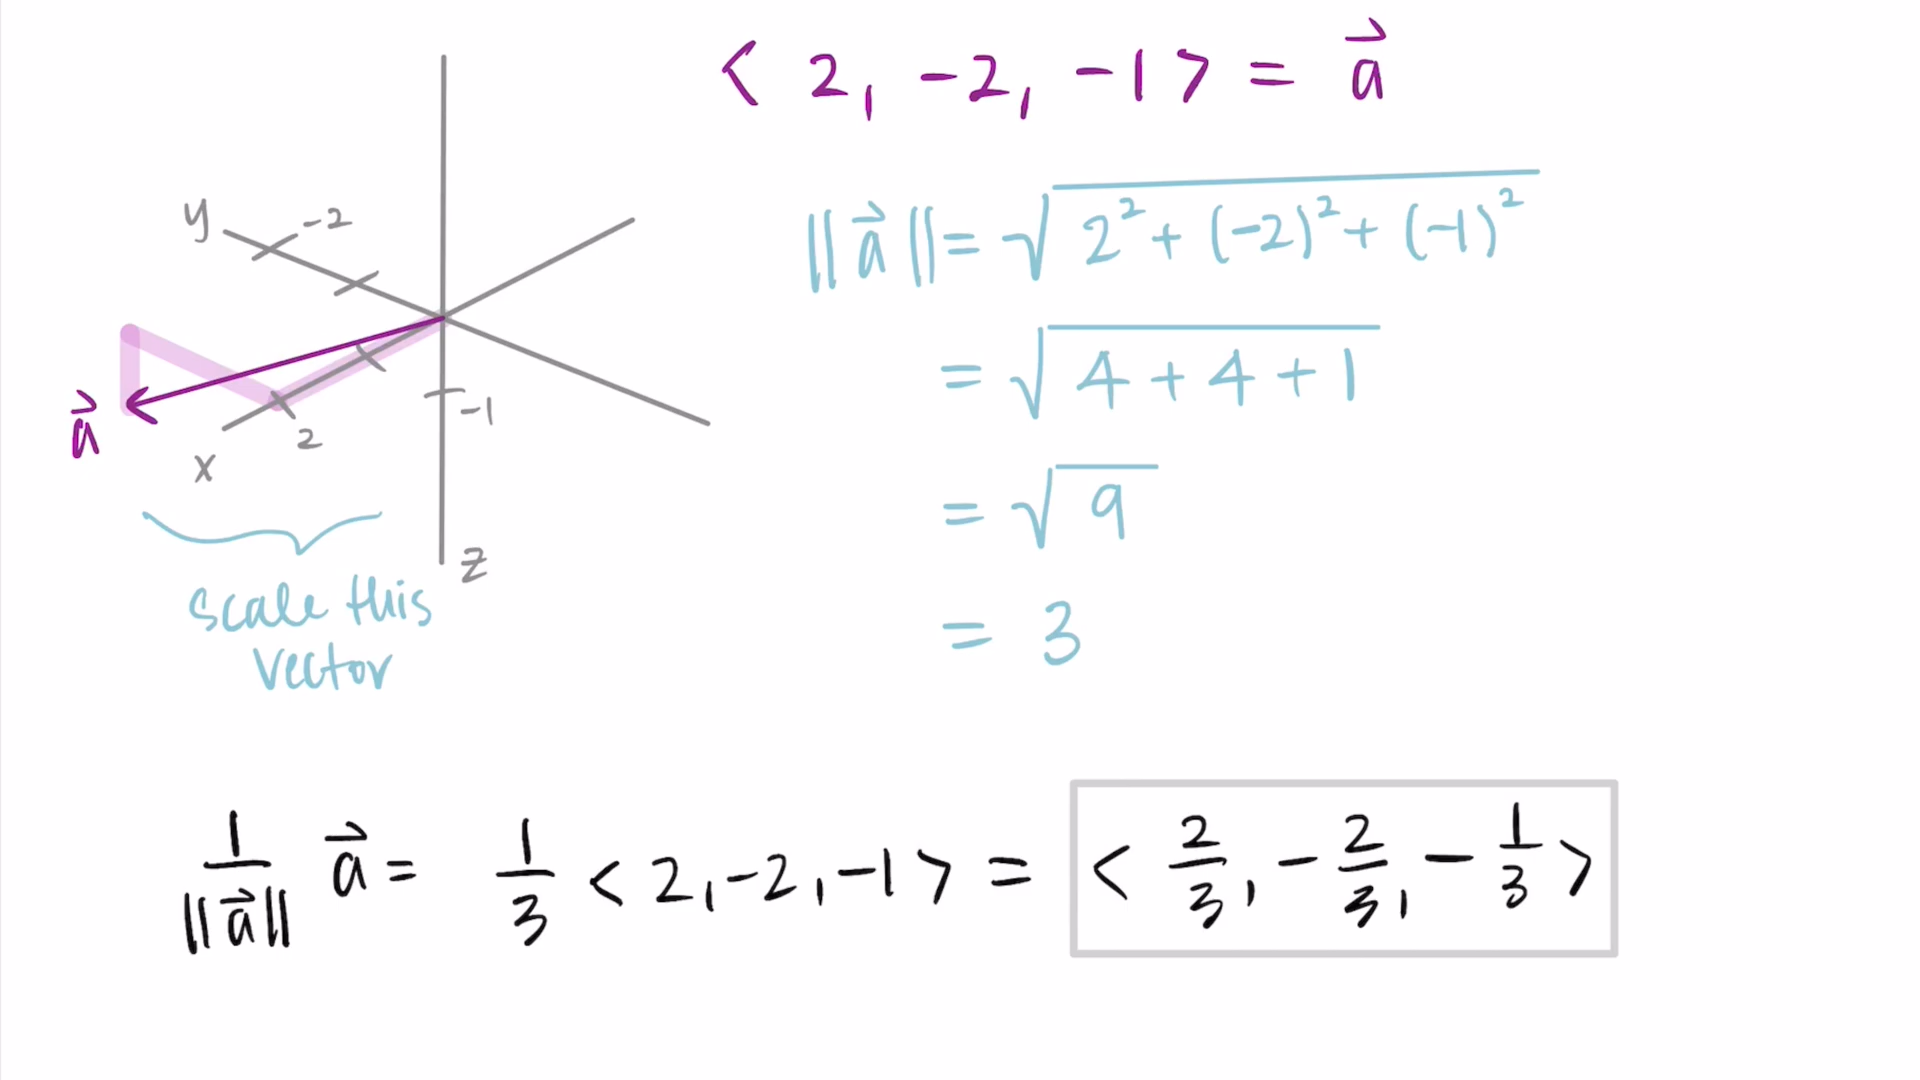 < 2, -2, -1 > = a⃗
||a⃗|| = √(2² + (-2)² + (-1)²)
= √(4 + 4 + 1)
= √9
= 3
y
-2
-1
a⃗
2
x
z
scale this
vector
1/||a⃗|| a⃗ = 1/3 < 2, -2, -1 > = < 2/3, -2/3, -1/3 >